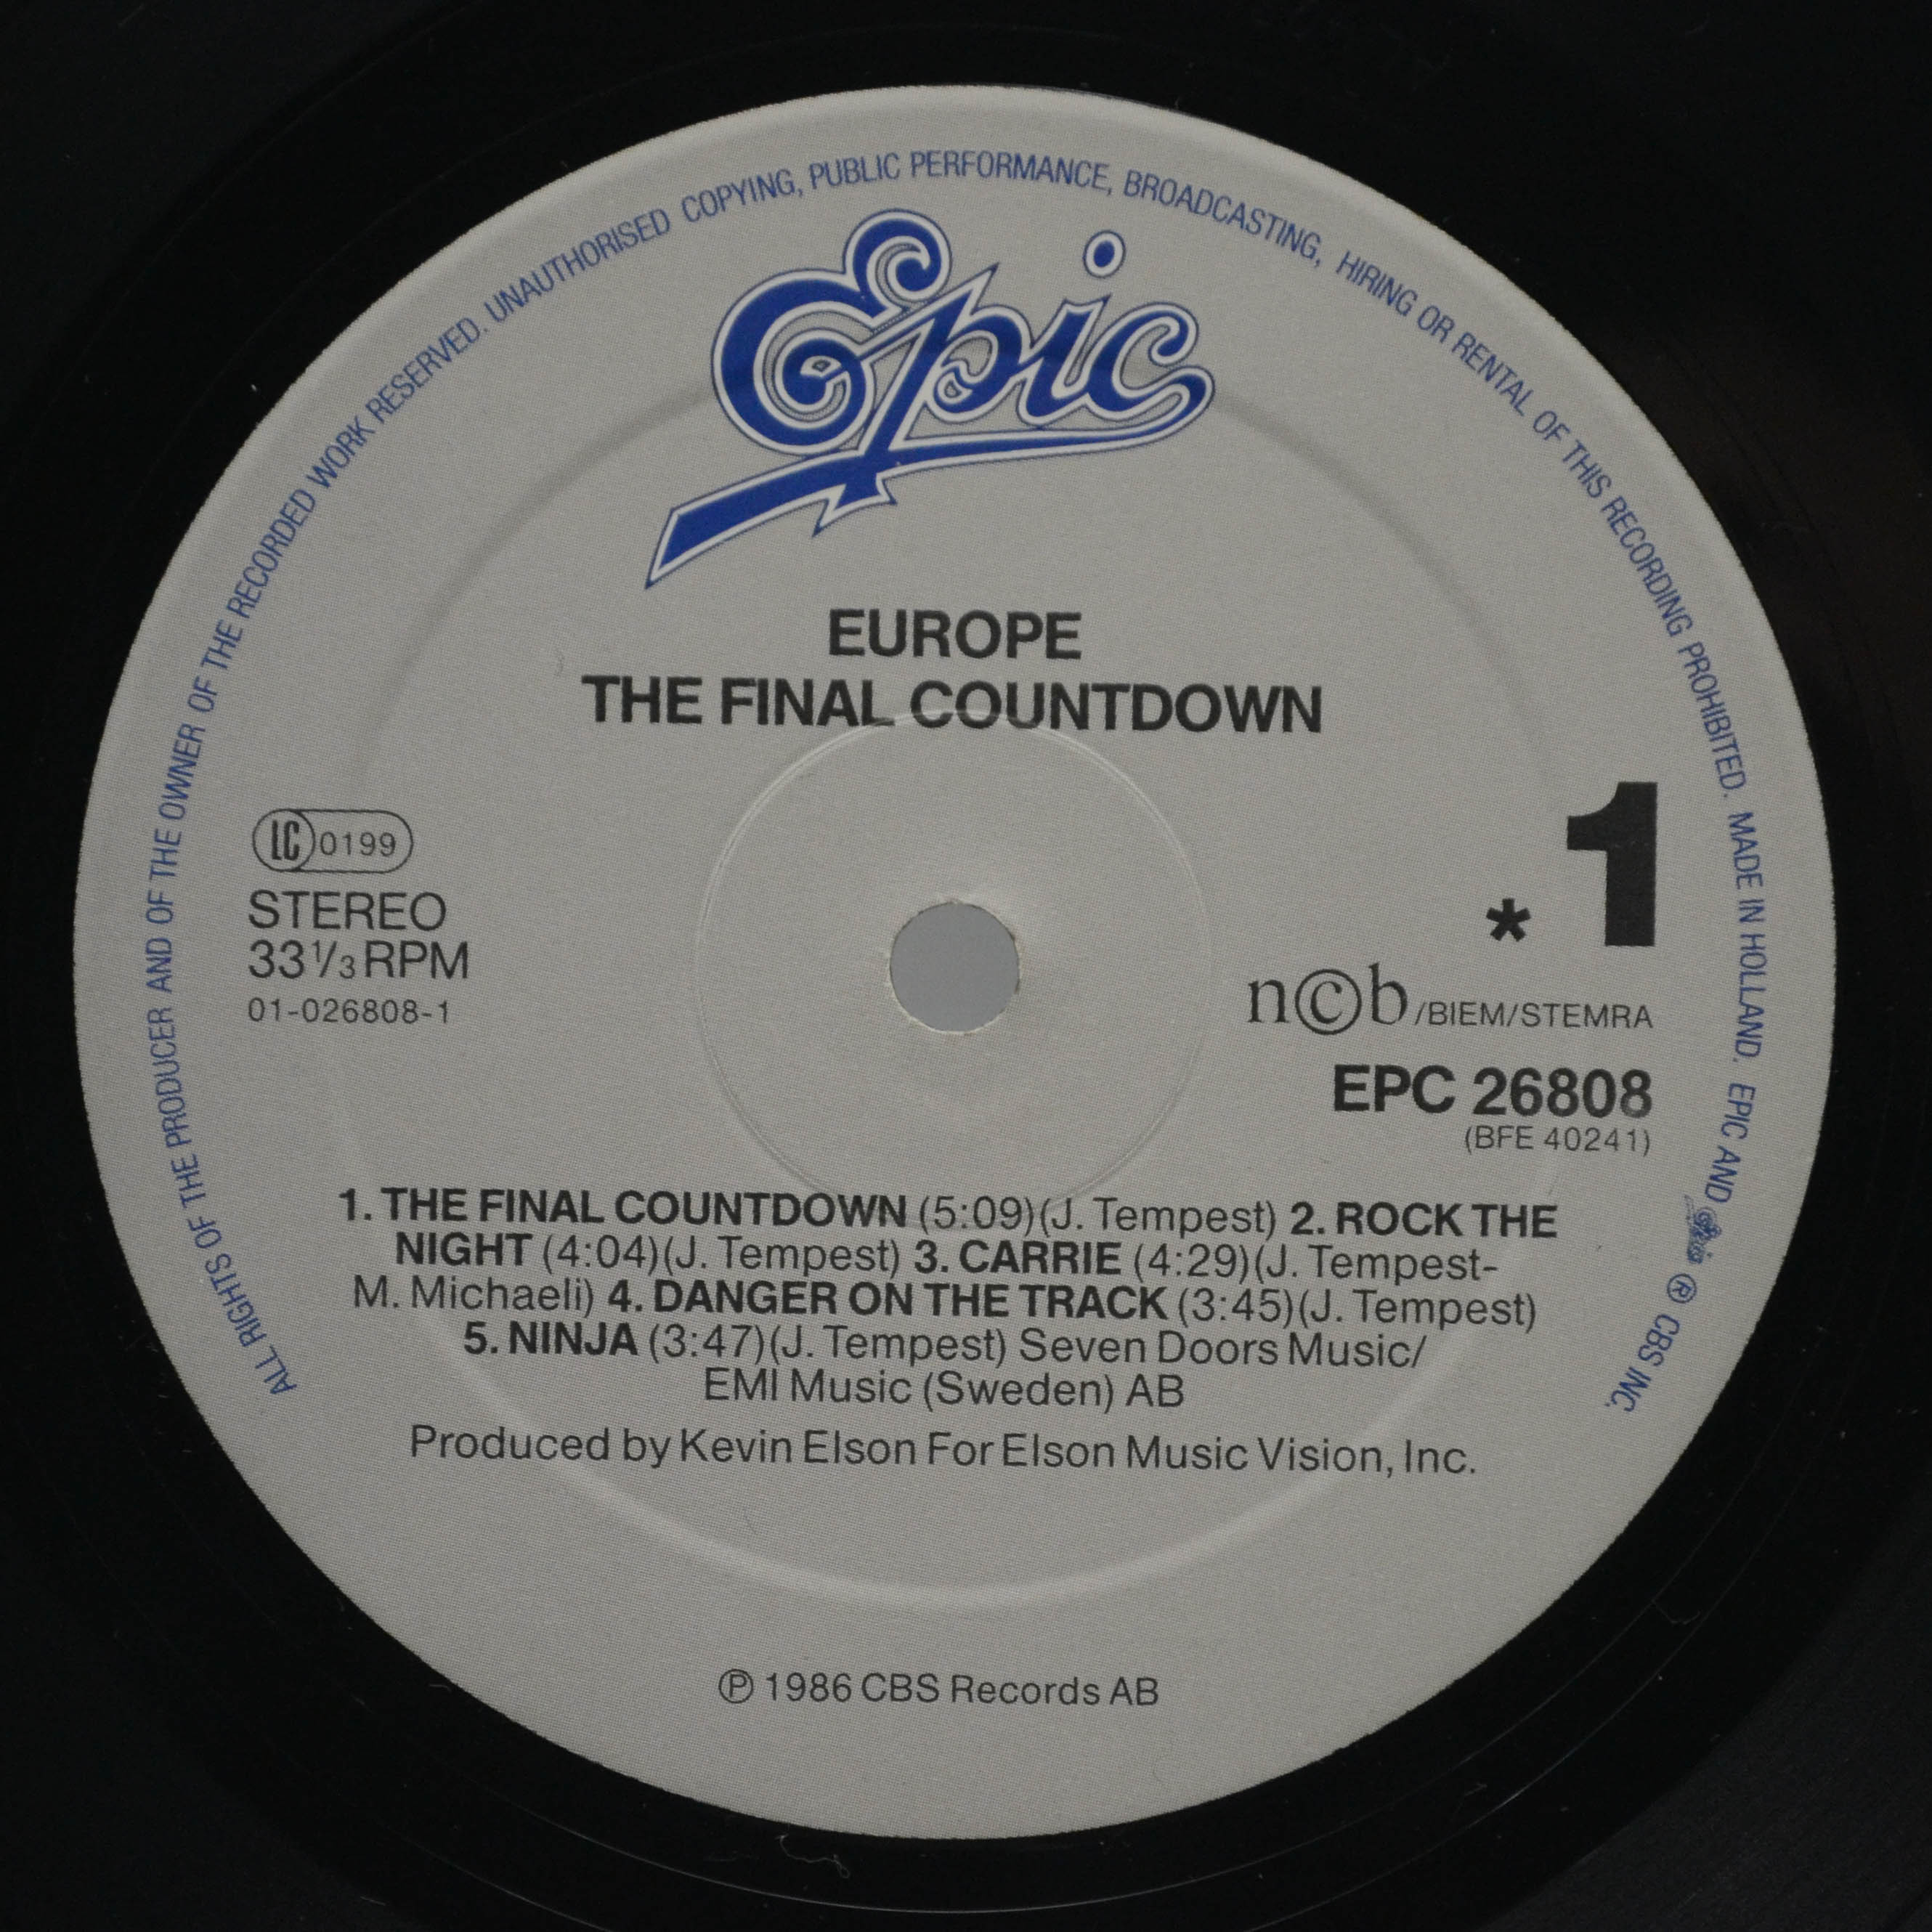 ALL RIGHTS OF THE PRODUCER AND OF THE OWNER OF THE RECORDED WORK RESERVED. UNAUTHORISED COPYING, PUBLIC PERFORMANCE, BROADCASTING, HIRING OR RENTAL OF THIS RECORDING PROHIBITED. MADE IN HOLLAND. EPIC AND Epic ® CBS INC.
Epic
EUROPE
THE FINAL COUNTDOWN
LC 0199
STEREO
33⅓ RPM
01-026808-1
* 1
n©b/BIEM/STEMRA
EPC 26808
(BFE 40241)
1. THE FINAL COUNTDOWN (5:09)(J. Tempest) 2. ROCK THE
NIGHT (4:04)(J. Tempest) 3. CARRIE (4:29)(J. Tempest-
M. Michaeli) 4. DANGER ON THE TRACK (3:45)(J. Tempest)
5. NINJA (3:47)(J. Tempest) Seven Doors Music/
EMI Music (Sweden) AB
Produced by Kevin Elson For Elson Music Vision, Inc.
℗ 1986 CBS Records AB